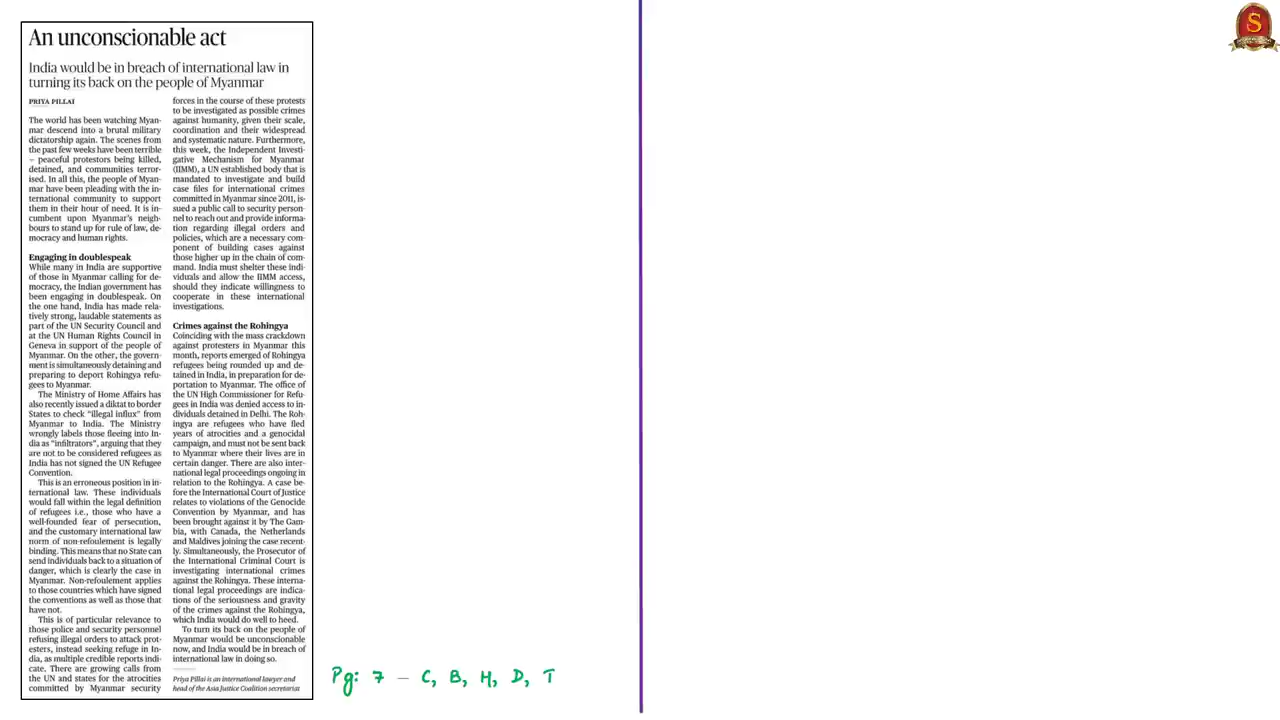 An unconscionable act
India would be in breach of international law in
turning its back on the people of Myanmar
PRIYA PILLAI
The world has been watching Myan-
mar descend into a brutal military
dictatorship again. The scenes from
the past few weeks have been terrible
– peaceful protestors being killed,
detained, and communities terror-
ised. In all this, the people of Myan-
mar have been pleading with the in-
ternational community to support
them in their hour of need. It is in-
cumbent upon Myanmar's neigh-
bours to stand up for rule of law, de-
mocracy and human rights.
Engaging in doublespeak
While many in India are supportive
of those in Myanmar calling for de-
mocracy, the Indian government has
been engaging in doublespeak. On
the one hand, India has made rela-
tively strong, laudable statements as
part of the UN Security Council and
at the UN Human Rights Council in
Geneva in support of the people of
Myanmar. On the other, the govern-
ment is simultaneously detaining and
preparing to deport Rohingya refu-
gees to Myanmar.
The Ministry of Home Affairs has
also recently issued a diktat to border
States to check "illegal influx" from
Myanmar to India. The Ministry
wrongly labels those fleeing into In-
dia as "infiltrators", arguing that they
are not to be considered refugees as
India has not signed the UN Refugee
Convention.
This is an erroneous position in in-
ternational law. These individuals
would fall within the legal definition
of refugees i.e., those who have a
well-founded fear of persecution,
and the customary international law
norm of non-refoulement is legally
binding. This means that no State can
send individuals back to a situation of
danger, which is clearly the case in
Myanmar. Non-refoulement applies
to those countries which have signed
the conventions as well as those that
have not.
This is of particular relevance to
those police and security personnel
refusing illegal orders to attack prot-
esters, instead seeking refuge in In-
dia, as multiple credible reports indi-
cate. There are growing calls from
the UN and states for the atrocities
committed by Myanmar security
forces in the course of these protests
to be investigated as possible crimes
against humanity, given their scale,
coordination and their widespread
and systematic nature. Furthermore,
this week, the Independent Investi-
gative Mechanism for Myanmar
(IIMM), a UN established body that is
mandated to investigate and build
case files for international crimes
committed in Myanmar since 2011, is-
sued a public call to security person-
nel to reach out and provide informa-
tion regarding illegal orders and
policies, which are a necessary com-
ponent of building cases against
those higher up in the chain of com-
mand. India must shelter these indi-
viduals and allow the IIMM access,
should they indicate willingness to
cooperate in these international
investigations.
Crimes against the Rohingya
Coinciding with the mass crackdown
against protesters in Myanmar this
month, reports emerged of Rohingya
refugees being rounded up and de-
tained in India, in preparation for de-
portation to Myanmar. The office of
the UN High Commissioner for Refu-
gees in India was denied access to in-
dividuals detained in Delhi. The Roh-
ingya are refugees who have fled
years of atrocities and a genocidal
campaign, and must not be sent back
to Myanmar where their lives are in
certain danger. There are also inter-
national legal proceedings ongoing in
relation to the Rohingya. A case be-
fore the International Court of Justice
relates to violations of the Genocide
Convention by Myanmar, and has
been brought against it by The Gam-
bia, with Canada, the Netherlands
and Maldives joining the case recent-
ly. Simultaneously, the Prosecutor of
the International Criminal Court is
investigating international crimes
against the Rohingya. These interna-
tional legal proceedings are indica-
tions of the seriousness and gravity
of the crimes against the Rohingya,
which India would do well to heed.
To turn its back on the people of
Myanmar would be unconscionable
now, and India would be in breach of
international law in doing so.
Priya Pillai is an international lawyer and
head of the Asia Justice Coalition secretariat
Pg: 7 – C, B, H, D, T
S